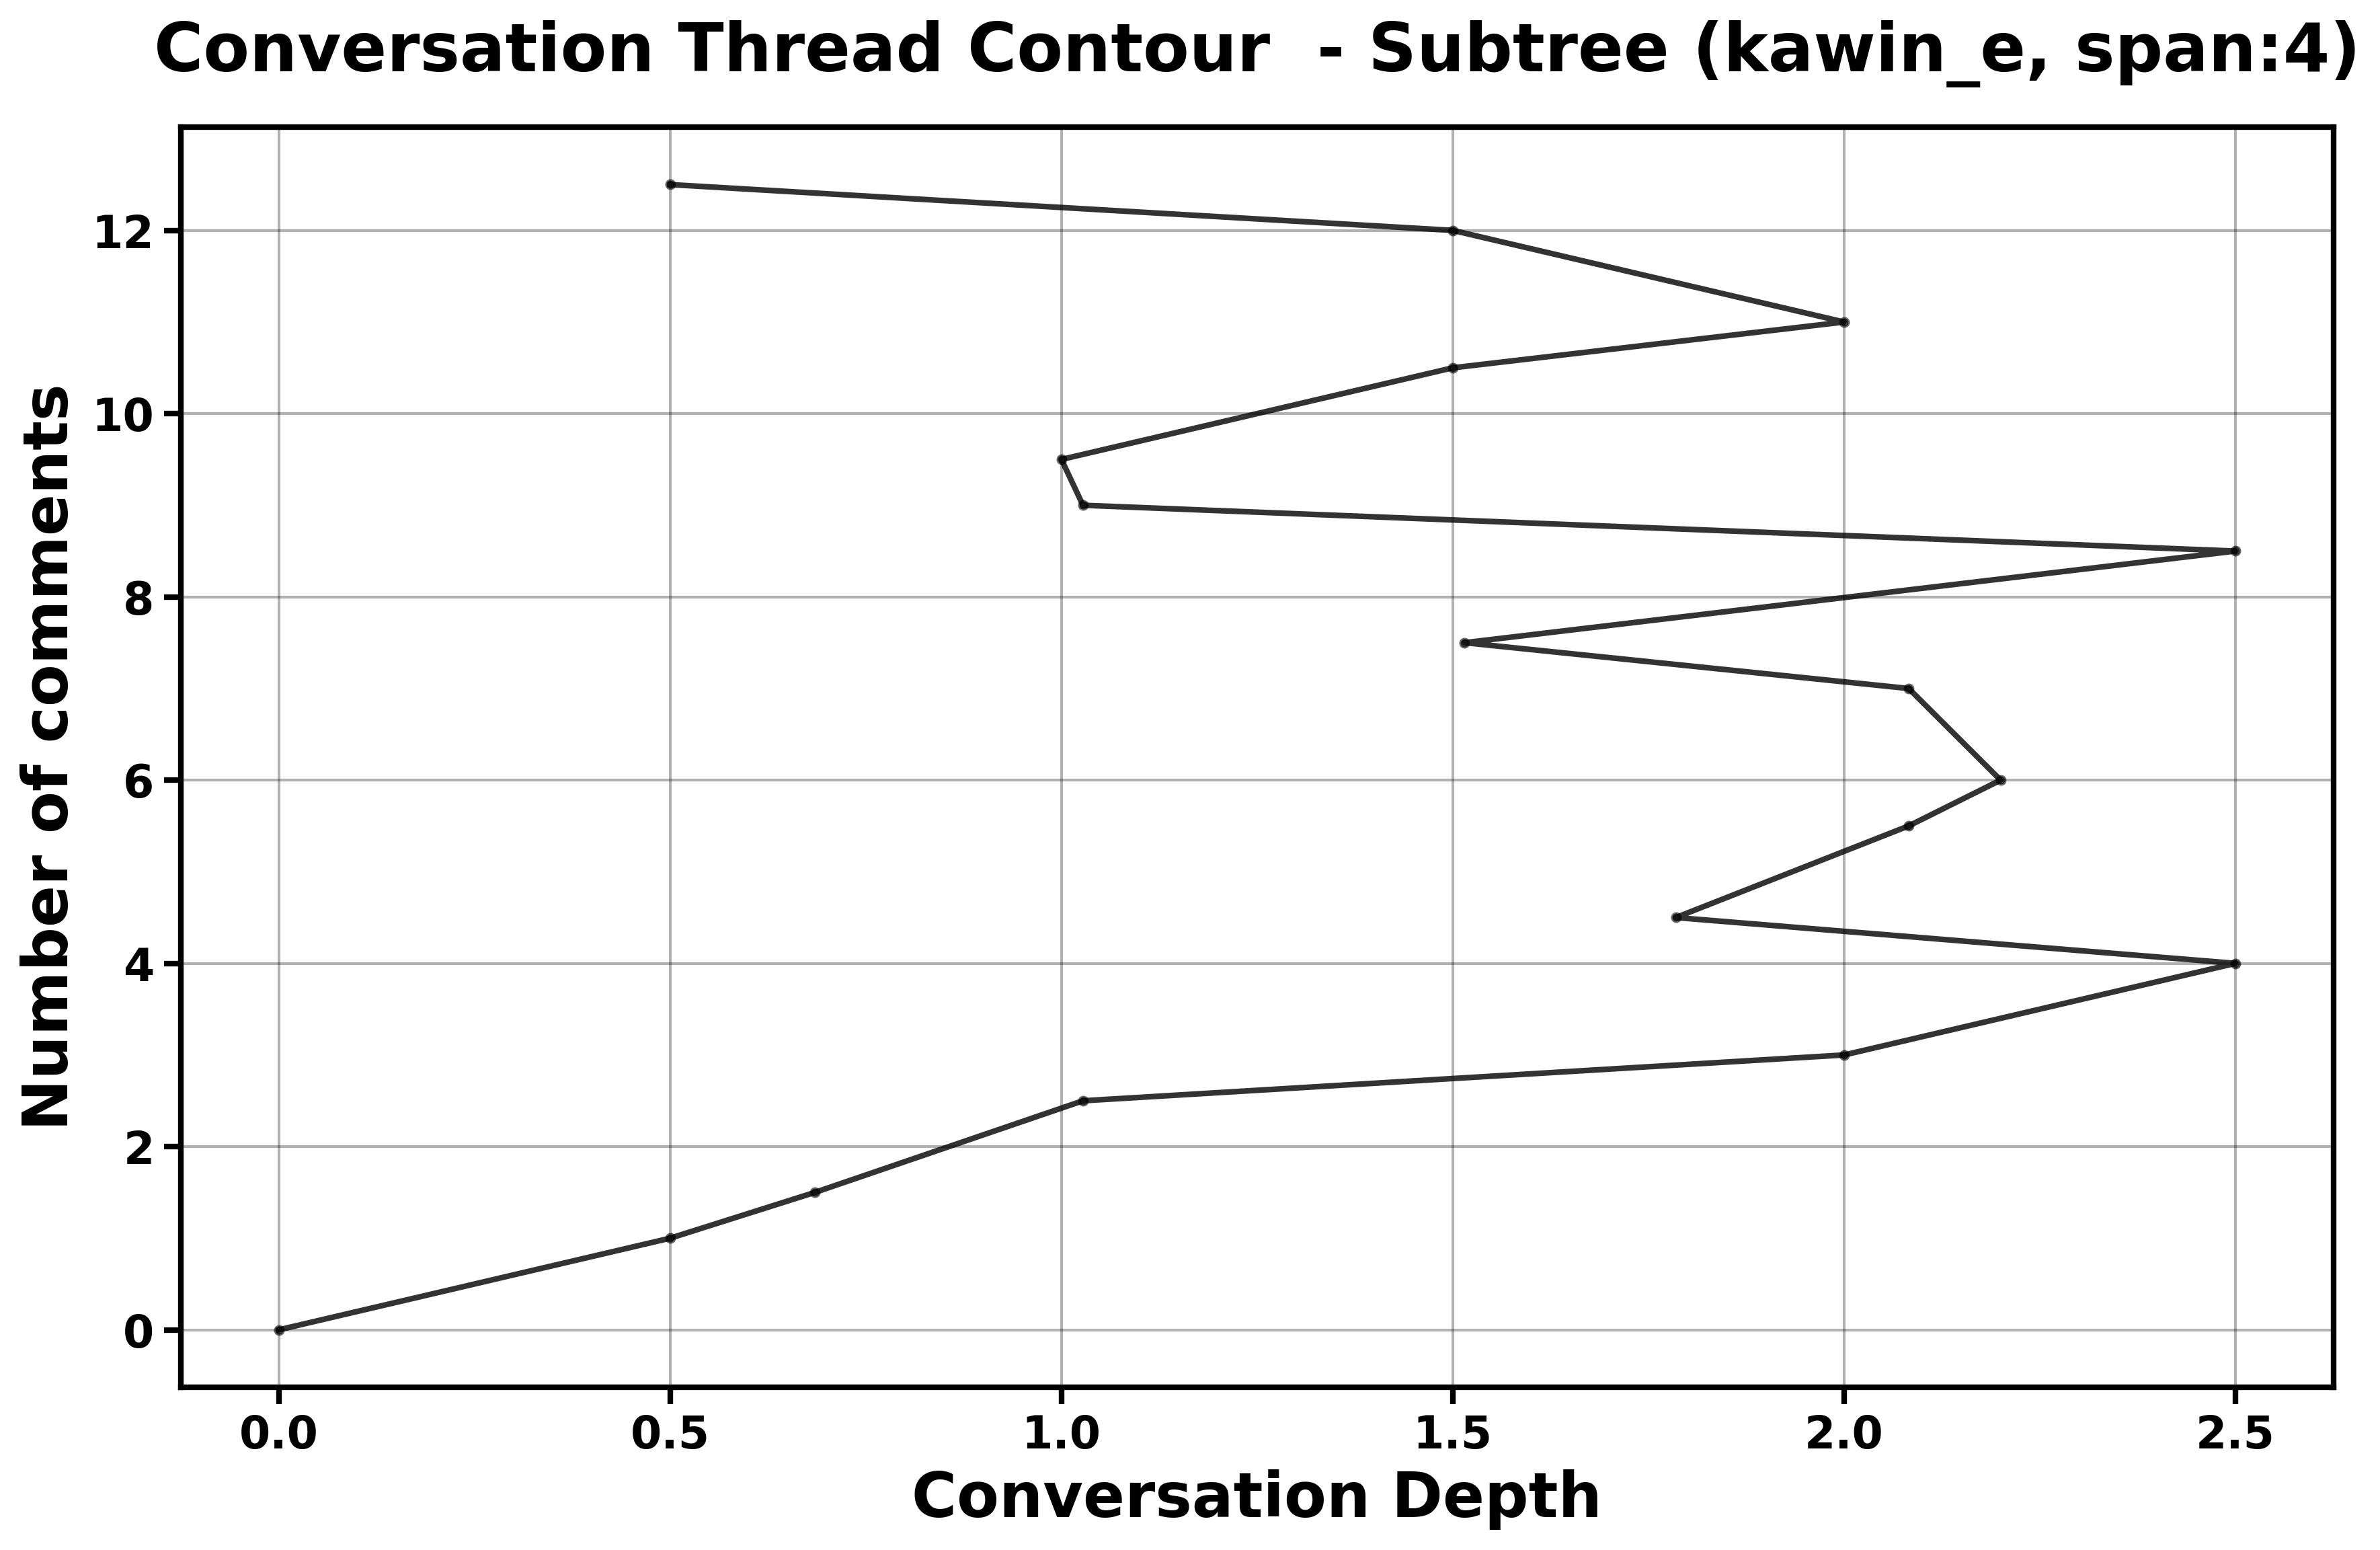 Conversation Thread Contour  - Subtree (kawin_e, span:4)
Number of comments
12
10
8
6
4
2
0
0.0 0.5 1.0 1.5 2.0 2.5
Conversation Depth